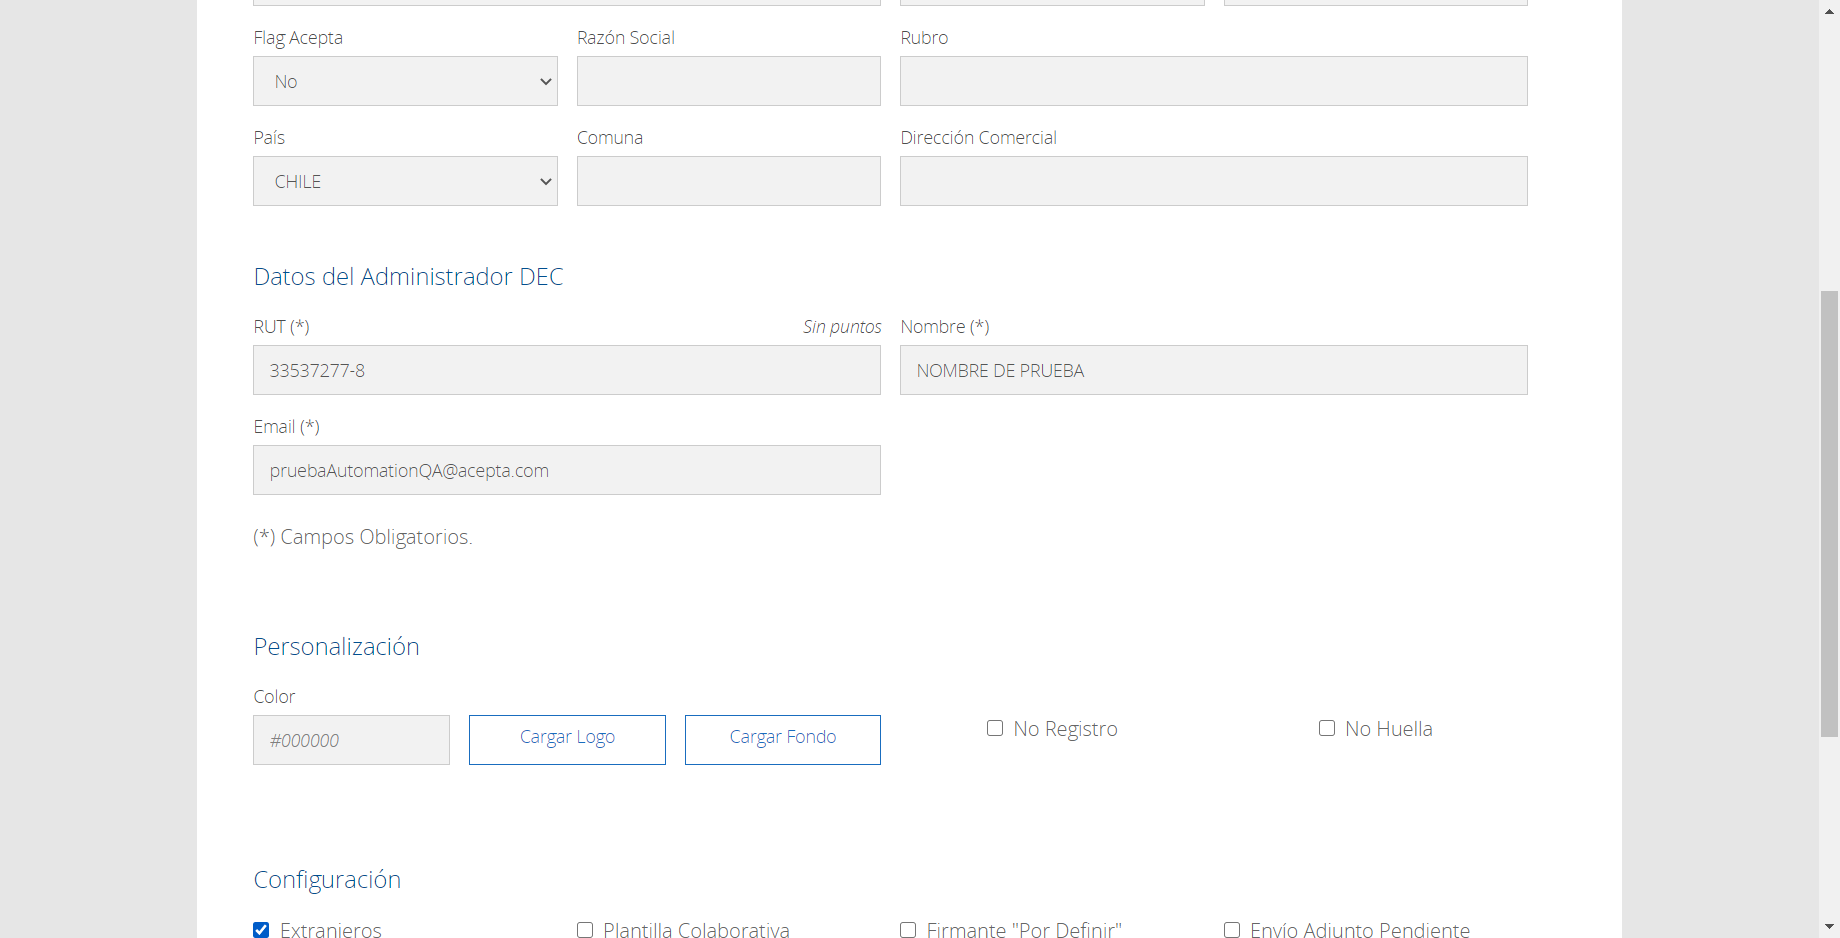 Flag Acepta Razón Social Rubro
No
País Comuna Dirección Comercial
CHILE
Datos del Administrador DEC
RUT (*) Sin puntos Nombre (*)
33537277-8 NOMBRE DE PRUEBA
Email (*)
pruebaAutomationQA@acepta.com
(*) Campos Obligatorios.
Personalización
Color
#000000 Cargar Logo Cargar Fondo No Registro No Huella
Configuración
Extranjeros Plantilla Colaborativa Firmante "Por Definir" Envío Adjunto Pendiente